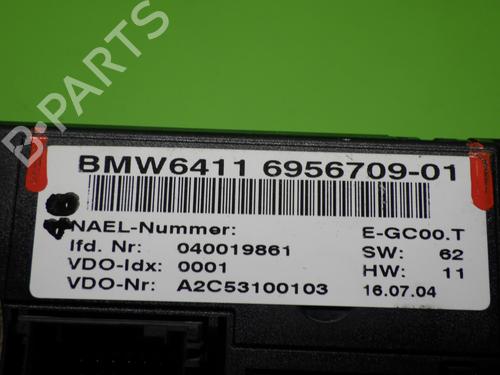 B-PARTS
BMW6411 6956709-01
NAEL-Nummer: E-GC00.T
lfd. Nr: 040019861 SW: 62
VDO-Idx: 0001 HW: 11
VDO-Nr: A2C53100103 16.07.04